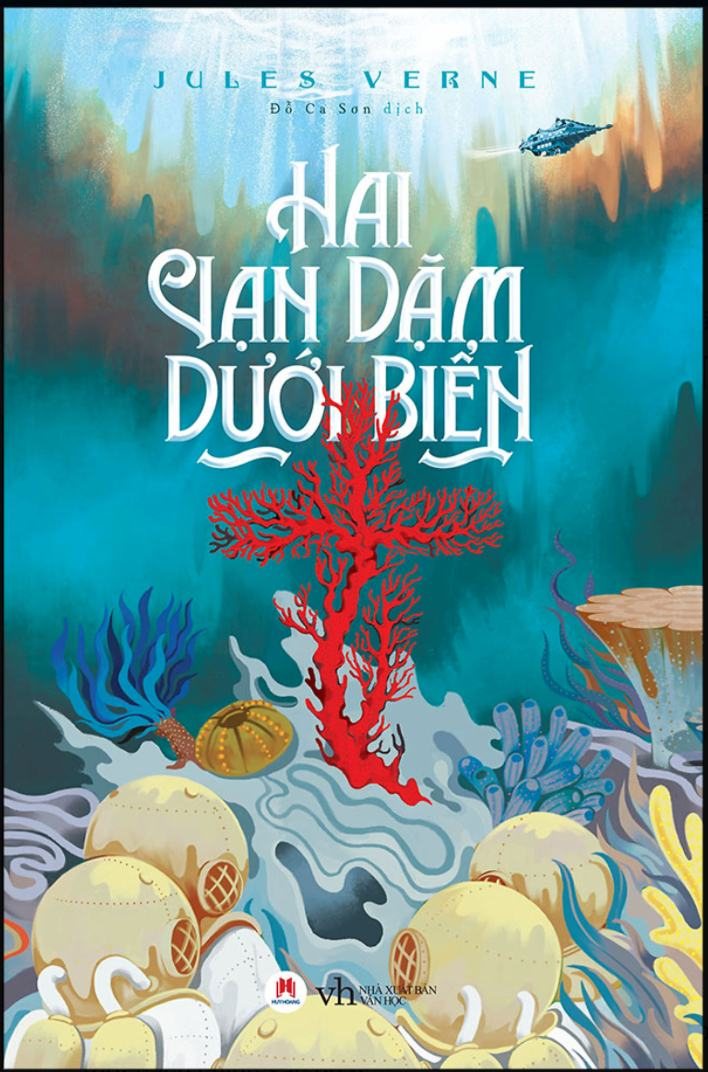 JULES VERNE
Đỗ Ca Sơn dịch
HAI
VẠN DẶM
DƯỚI BIỂN
HUYHOANG
vh NHÀ XUẤT BẢN
VĂN HỌC